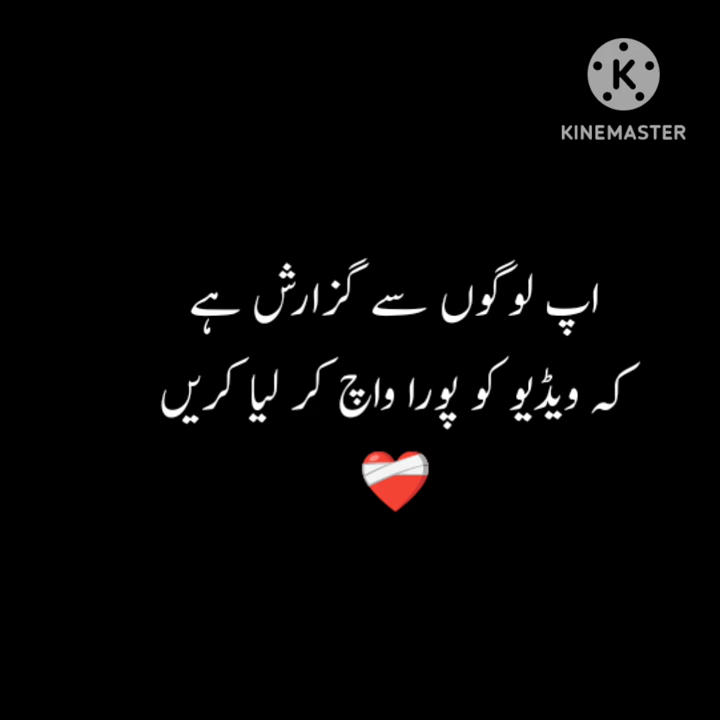 KINEMASTER
اپ لوگوں سے گزارش ہے
کہ ویڈیو کو پورا واچ کر لیا کریں
❤️‍🩹